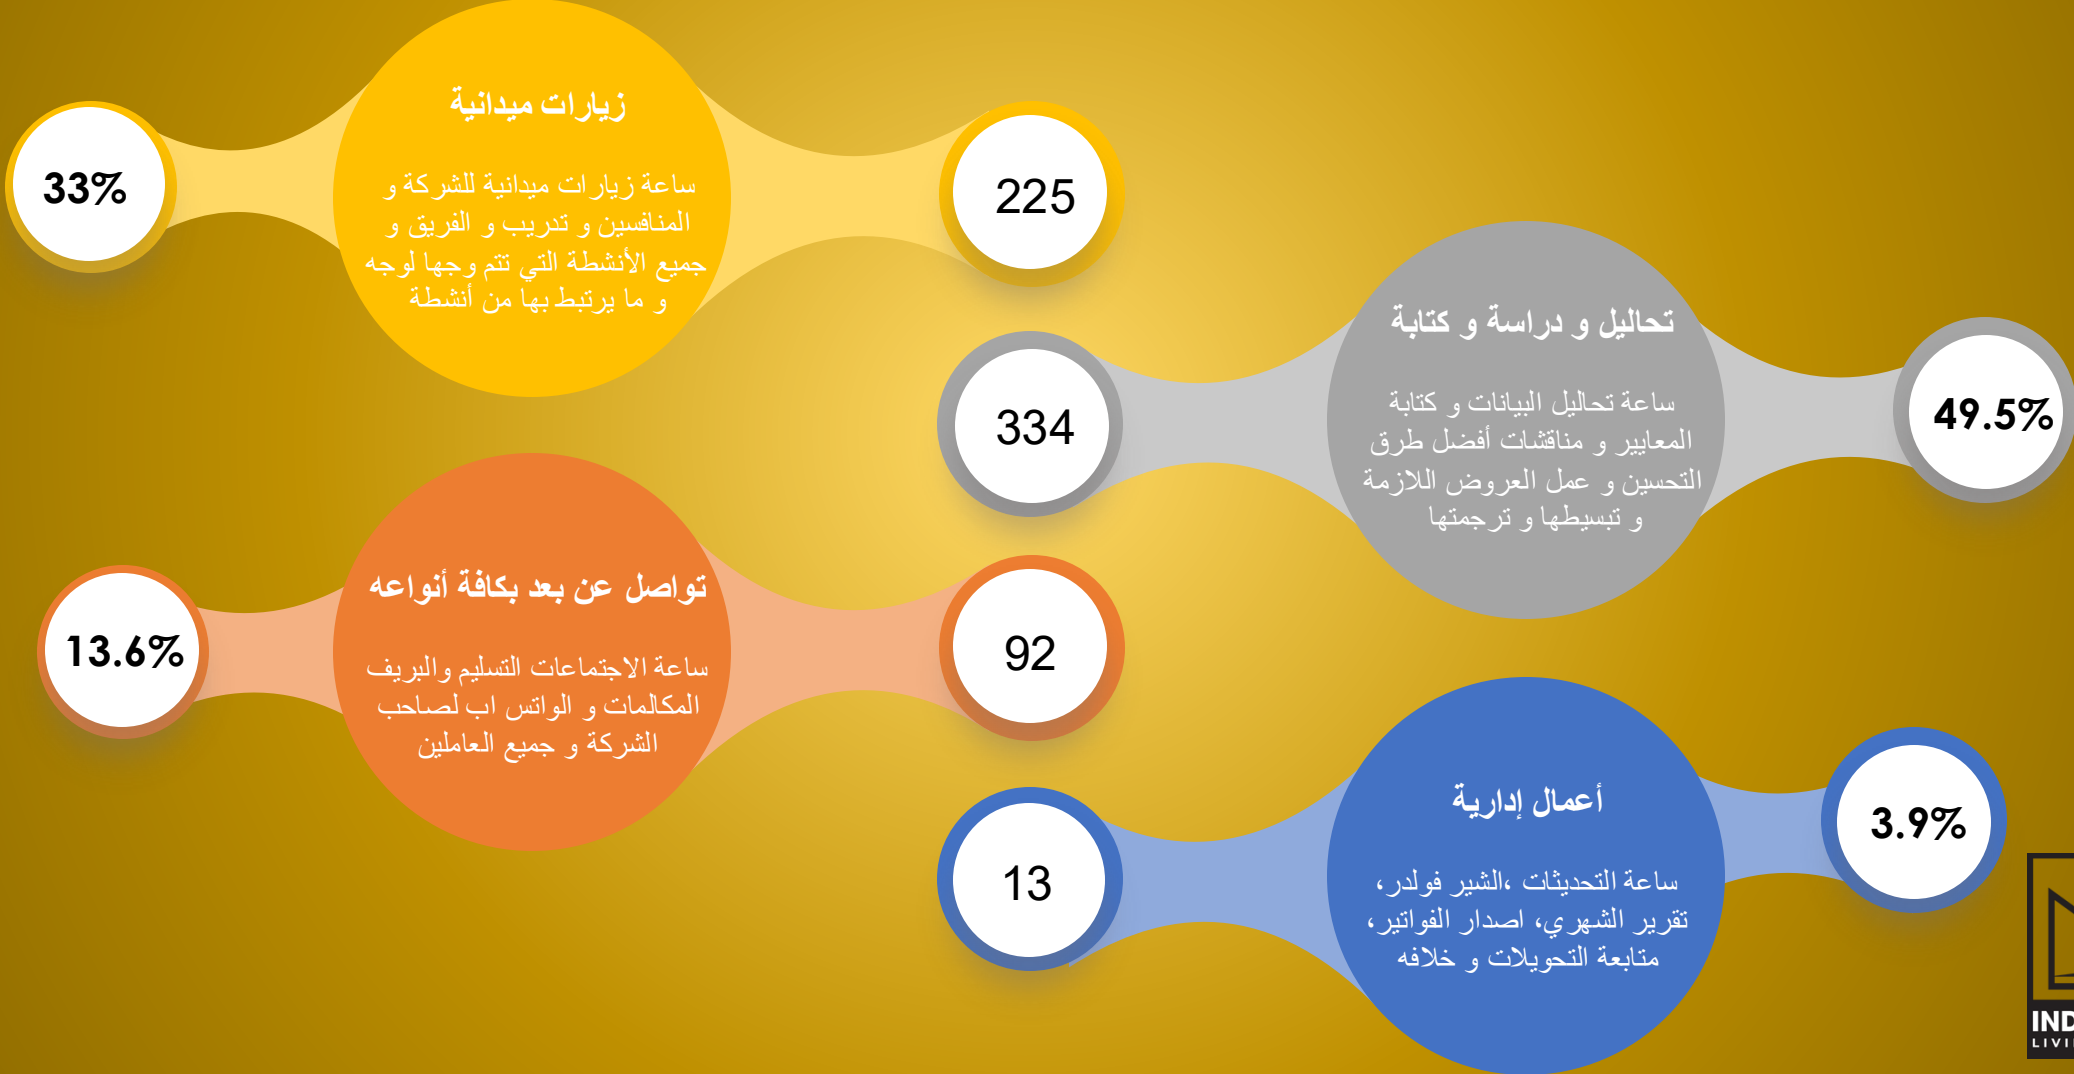 زيارات ميدانية
ساعة زيارات ميدانية للشركة و
المنافسين و تدريب و الفريق و
جميع الأنشطة التي تتم وجها لوجه
و ما يرتبط بها من أنشطة
33%
225
تحاليل و دراسة و كتابة
ساعة تحاليل البيانات و كتابة
المعايير و مناقشات أفضل طرق
التحسين و عمل العروض اللازمة
و تبسيطها و ترجمتها
334
49.5%
تواصل عن بعد بكافة أنواعه
ساعة الاجتماعات التسليم والبريف
المكالمات و الواتس اب لصاحب
الشركة و جميع العاملين
13.6%
92
أعمال إدارية
ساعة التحديثات ،الشير فولدر،
تقرير الشهري، اصدار الفواتير،
متابعة التحويلات و خلافه
13
3.9%